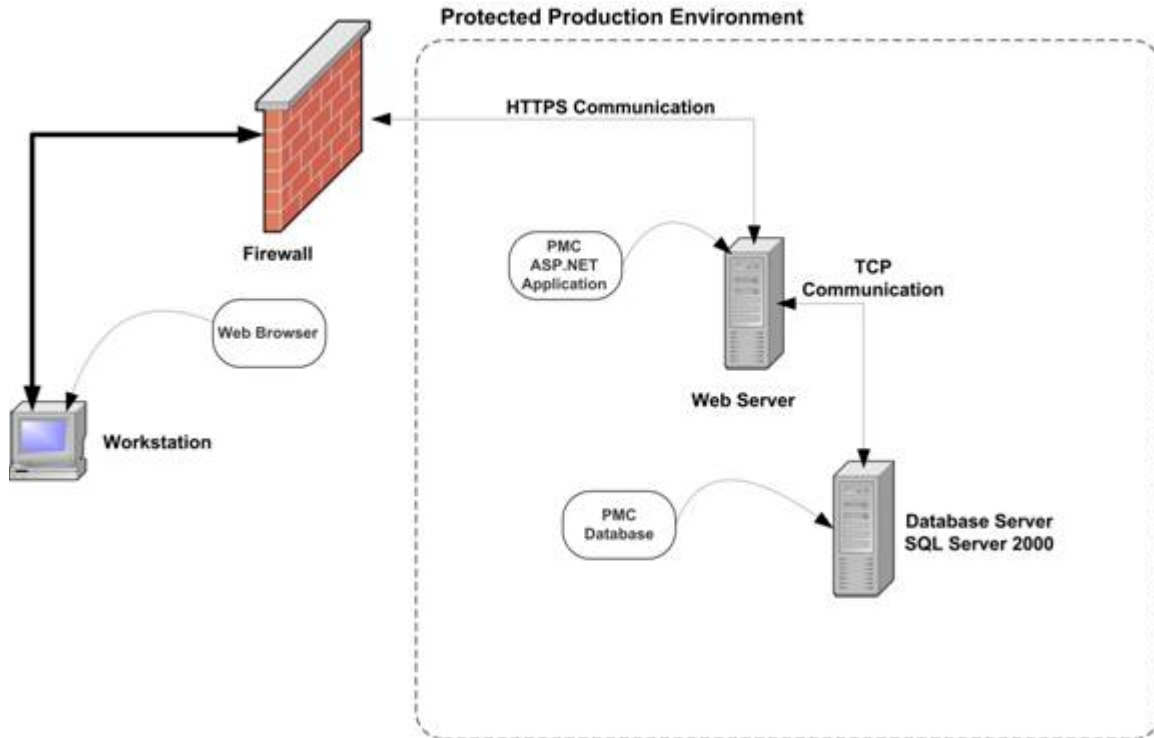 Protected Production Environment
HTTPS Communication
Firewall
PMC
ASP.NET
Application
TCP
Communication
Web Browser
Web Server
Workstation
PMC
Database
Database Server
SQL Server 2000